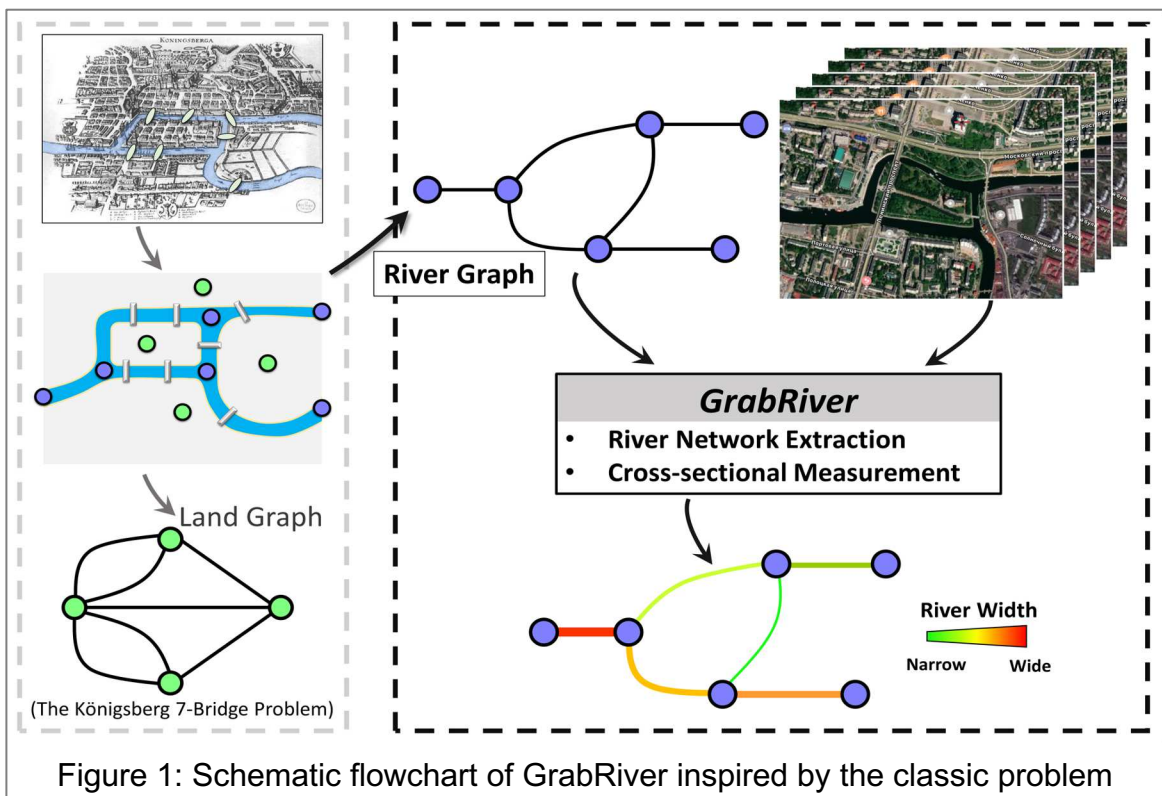 KONINGSBERGA
River Graph
GrabRiver
• River Network Extraction
• Cross-sectional Measurement
Land Graph
(The Königsberg 7-Bridge Problem)
River Width
Narrow Wide
Figure 1: Schematic flowchart of GrabRiver inspired by the classic problem